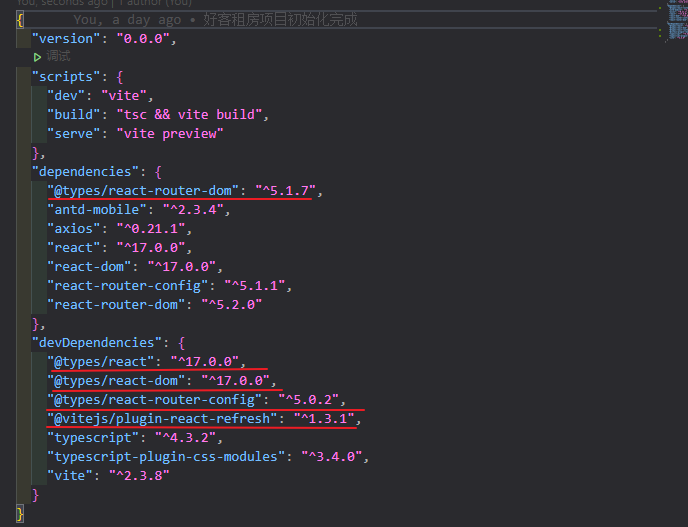 You, seconds ago | 1 author (You)
{ You, a day ago • 好客租房项目初始化完成
"version": "0.0.0",
调试
"scripts": {
"dev": "vite",
"build": "tsc && vite build",
"serve": "vite preview"
},
"dependencies": {
"@types/react-router-dom": "^5.1.7",
"antd-mobile": "^2.3.4",
"axios": "^0.21.1",
"react": "^17.0.0",
"react-dom": "^17.0.0",
"react-router-config": "^5.1.1",
"react-router-dom": "^5.2.0"
},
"devDependencies": {
"@types/react": "^17.0.0",
"@types/react-dom": "^17.0.0",
"@types/react-router-config": "^5.0.2",
"@vitejs/plugin-react-refresh": "^1.3.1",
"typescript": "^4.3.2",
"typescript-plugin-css-modules": "^3.4.0",
"vite": "^2.3.8"
}
}